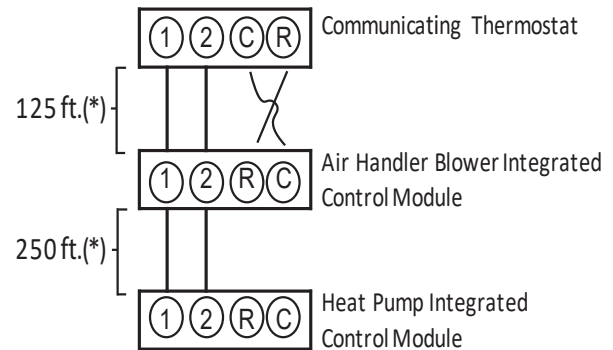 1 2 C R
Communicating Thermostat
125 ft.(*)
1 2 R C
Air Handler Blower Integrated
Control Module
250 ft.(*)
1 2 R C
Heat Pump Integrated
Control Module